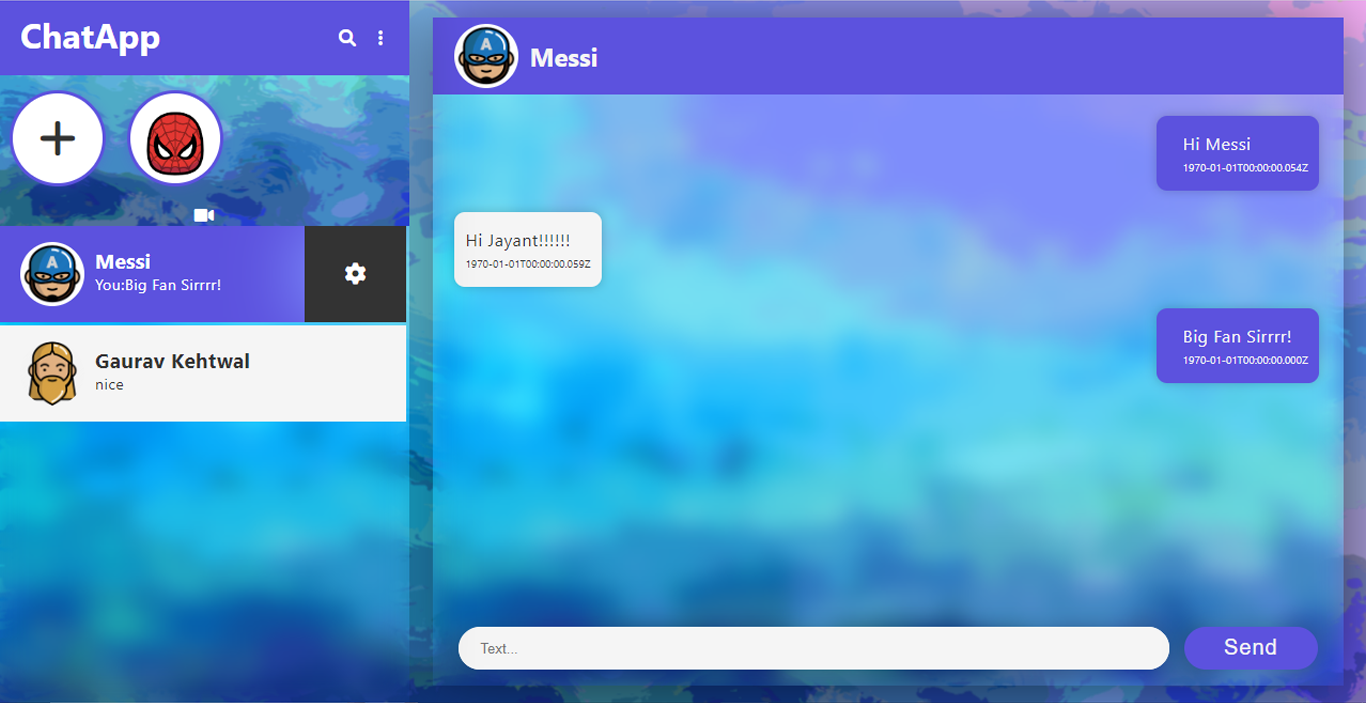 ChatApp
Messi
You:Big Fan Sirrrr!
Gaurav Kehtwal
nice
A
A
Messi
Hi Messi
1970-01-01T00:00:00.054Z
Hi Jayant!!!!!!
1970-01-01T00:00:00.059Z
Big Fan Sirrrr!
1970-01-01T00:00:00.000Z
Text...
Send